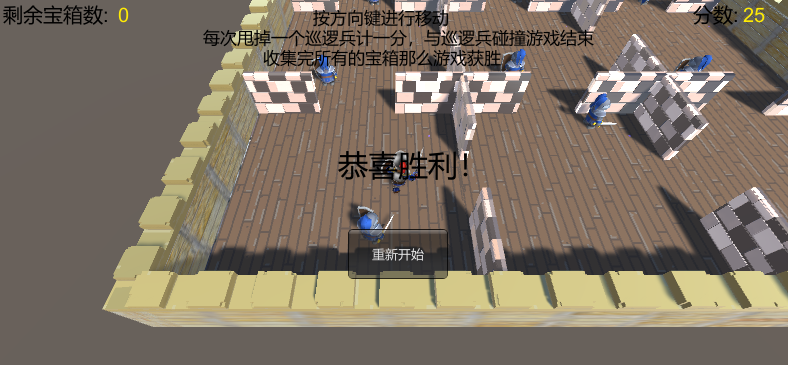 剩余宝箱数: 0
按方向键进行移动
分数: 25
每次甩掉一个巡逻兵计一分，与巡逻兵碰撞游戏结束
收集完所有的宝箱那么游戏获胜
恭喜胜利！
重新开始